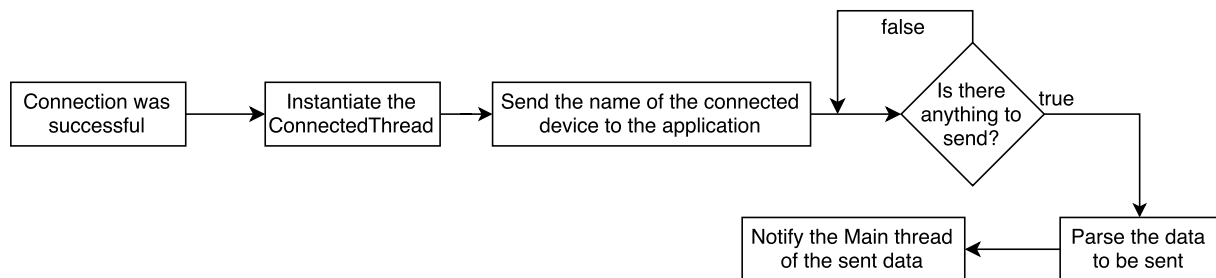 false
Connection was
successful
Instantiate the
ConnectedThread
Send the name of the connected
device to the application
Is there
anything to
send?
true
Notify the Main thread
of the sent data
Parse the data
to be sent